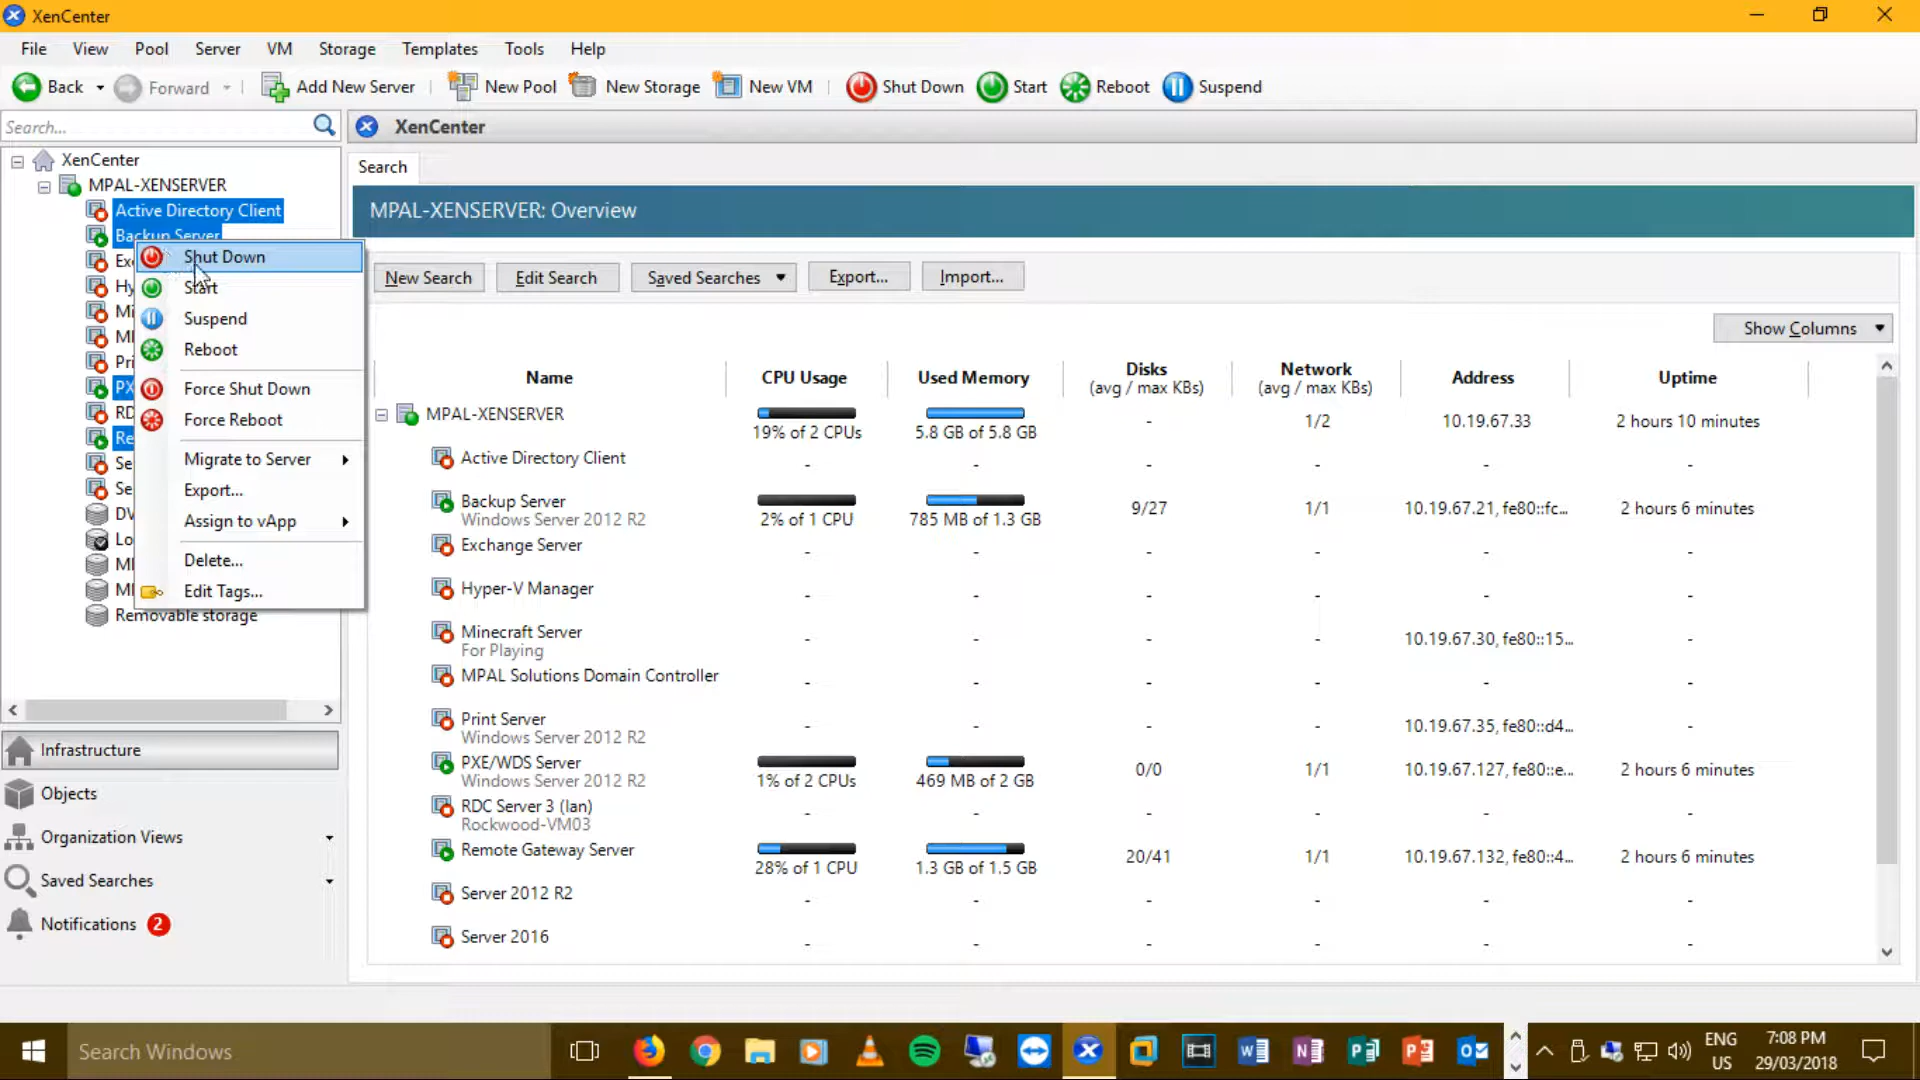 XenCenter
File View Pool Server VM Storage Templates Tools Help
Back Forward Add New Server New Pool New Storage New VM Shut Down Start Reboot Suspend
Search...
XenCenter
XenCenter
MPAL-XENSERVER
Active Directory Client
Backup Server
Ex
Hy
Mi
Pri
PX
RD
Re
Se
Se
DV
Lo
Removable storage
Shut Down
Start
Suspend
Reboot
Force Shut Down
Force Reboot
Migrate to Server
Export...
Assign to vApp
Delete...
Edit Tags...
Infrastructure
Objects
Organization Views
Saved Searches
Notifications 2
Search
MPAL-XENSERVER: Overview
New Search Edit Search Saved Searches Export... Import...
Show Columns
Name CPU Usage Used Memory Disks Network Address Uptime
(avg / max KBs) (avg / max KBs)
MPAL-XENSERVER 19% of 2 CPUs 5.8 GB of 5.8 GB - 1/2 10.19.67.33 2 hours 10 minutes
Active Directory Client - - - - - -
Backup Server 2% of 1 CPU 785 MB of 1.3 GB 9/27 1/1 10.19.67.21, fe80::fc... 2 hours 6 minutes
Windows Server 2012 R2
Exchange Server - - - - - -
Hyper-V Manager - - - - - -
Minecraft Server - - - - 10.19.67.30, fe80::15... -
For Playing
MPAL Solutions Domain Controller - - - - - -
Print Server - - - - 10.19.67.35, fe80::d4... -
Windows Server 2012 R2
PXE/WDS Server 1% of 2 CPUs 469 MB of 2 GB 0/0 1/1 10.19.67.127, fe80::e... 2 hours 6 minutes
Windows Server 2012 R2
RDC Server 3 (Ian) - - - - - -
Rockwood-VM03
Remote Gateway Server 28% of 1 CPU 1.3 GB of 1.5 GB 20/41 1/1 10.19.67.132, fe80::4... 2 hours 6 minutes
Server 2012 R2 - - - - - -
Server 2016 - - - - - -
Search Windows
ENG
US
7:08 PM
29/03/2018